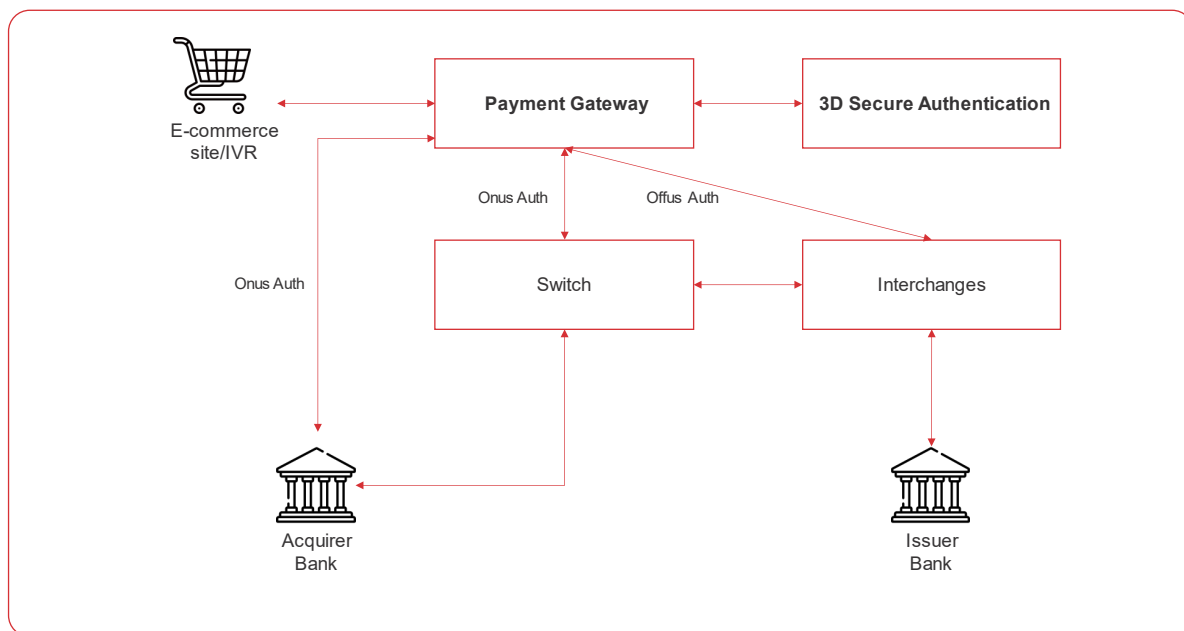 Payment Gateway
3D Secure Authentication
E-commerce
site/IVR
Onus Auth
Offus Auth
Onus Auth
Switch
Interchanges
Acquirer
Bank
Issuer
Bank